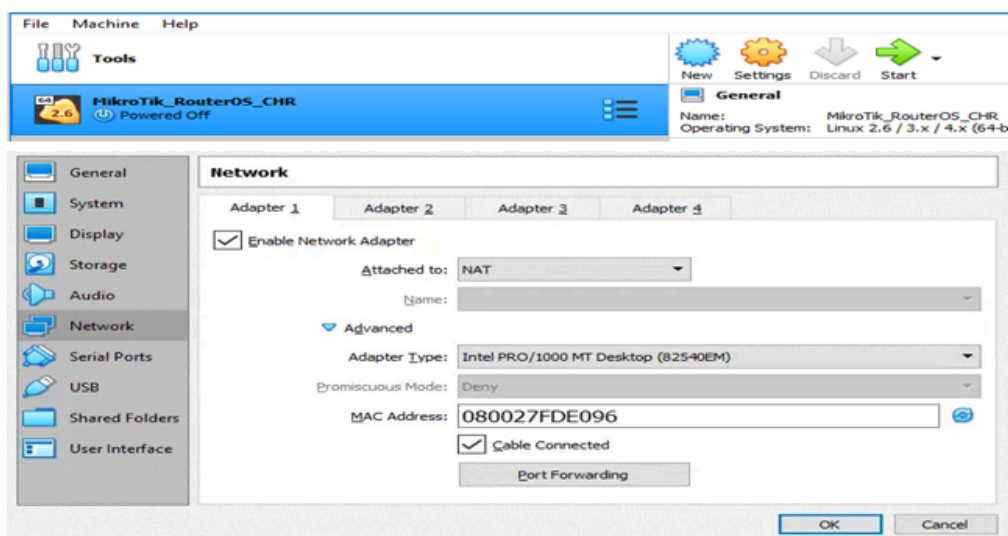 File Machine Help
Tools
New Settings Discard Start
64 2.6 MikroTik_RouterOS_CHR
Powered Off
General
Name: MikroTik_RouterOS_CHR
Operating System: Linux 2.6 / 3.x / 4.x (64-b
General
System
Display
Storage
Audio
Network
Serial Ports
USB
Shared Folders
User Interface
Network
Adapter 1 Adapter 2 Adapter 3 Adapter 4
Enable Network Adapter
Attached to: NAT
Name:
Advanced
Adapter Type: Intel PRO/1000 MT Desktop (82540EM)
Promiscuous Mode: Deny
MAC Address: 080027FDE096
Cable Connected
Port Forwarding
OK Cancel